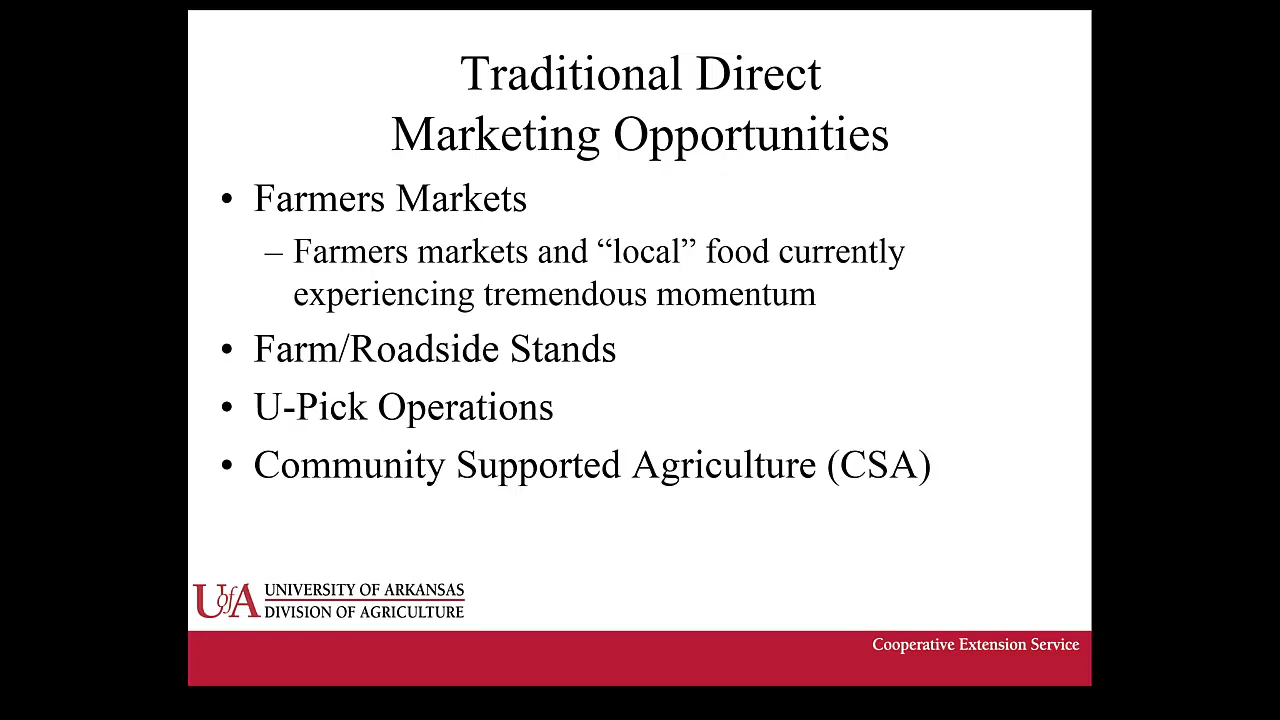 Traditional Direct
Marketing Opportunities
• Farmers Markets
– Farmers markets and “local” food currently
experiencing tremendous momentum
• Farm/Roadside Stands
• U-Pick Operations
• Community Supported Agriculture (CSA)
UofA UNIVERSITY OF ARKANSAS
DIVISION OF AGRICULTURE
Cooperative Extension Service